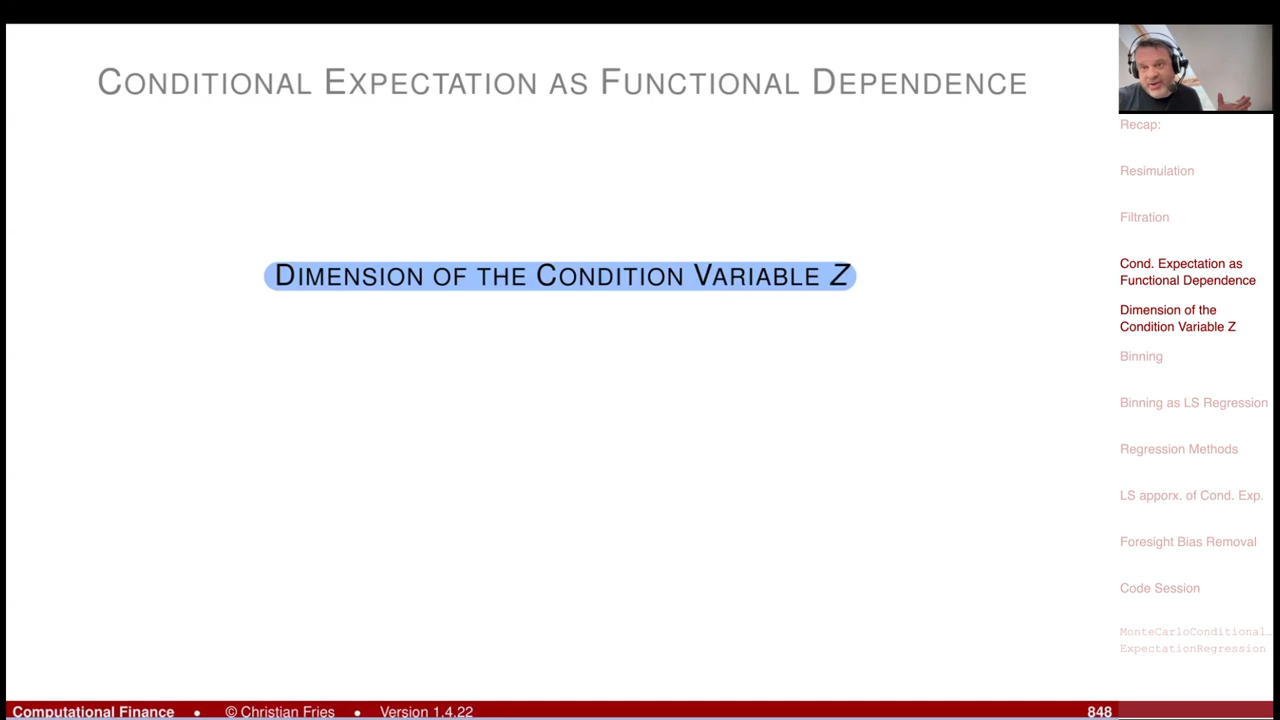 CONDITIONAL EXPECTATION AS FUNCTIONAL DEPENDENCE
DIMENSION OF THE CONDITION VARIABLE Z
Recap:
Resimulation
Filtration
Cond. Expectation as
Functional Dependence
Dimension of the
Condition Variable Z
Binning
Binning as LS Regression
Regression Methods
LS apporx. of Cond. Exp.
Foresight Bias Removal
Code Session
MonteCarloConditional…
ExpectationRegression
Computational Finance • © Christian Fries • Version 1.4.22 848